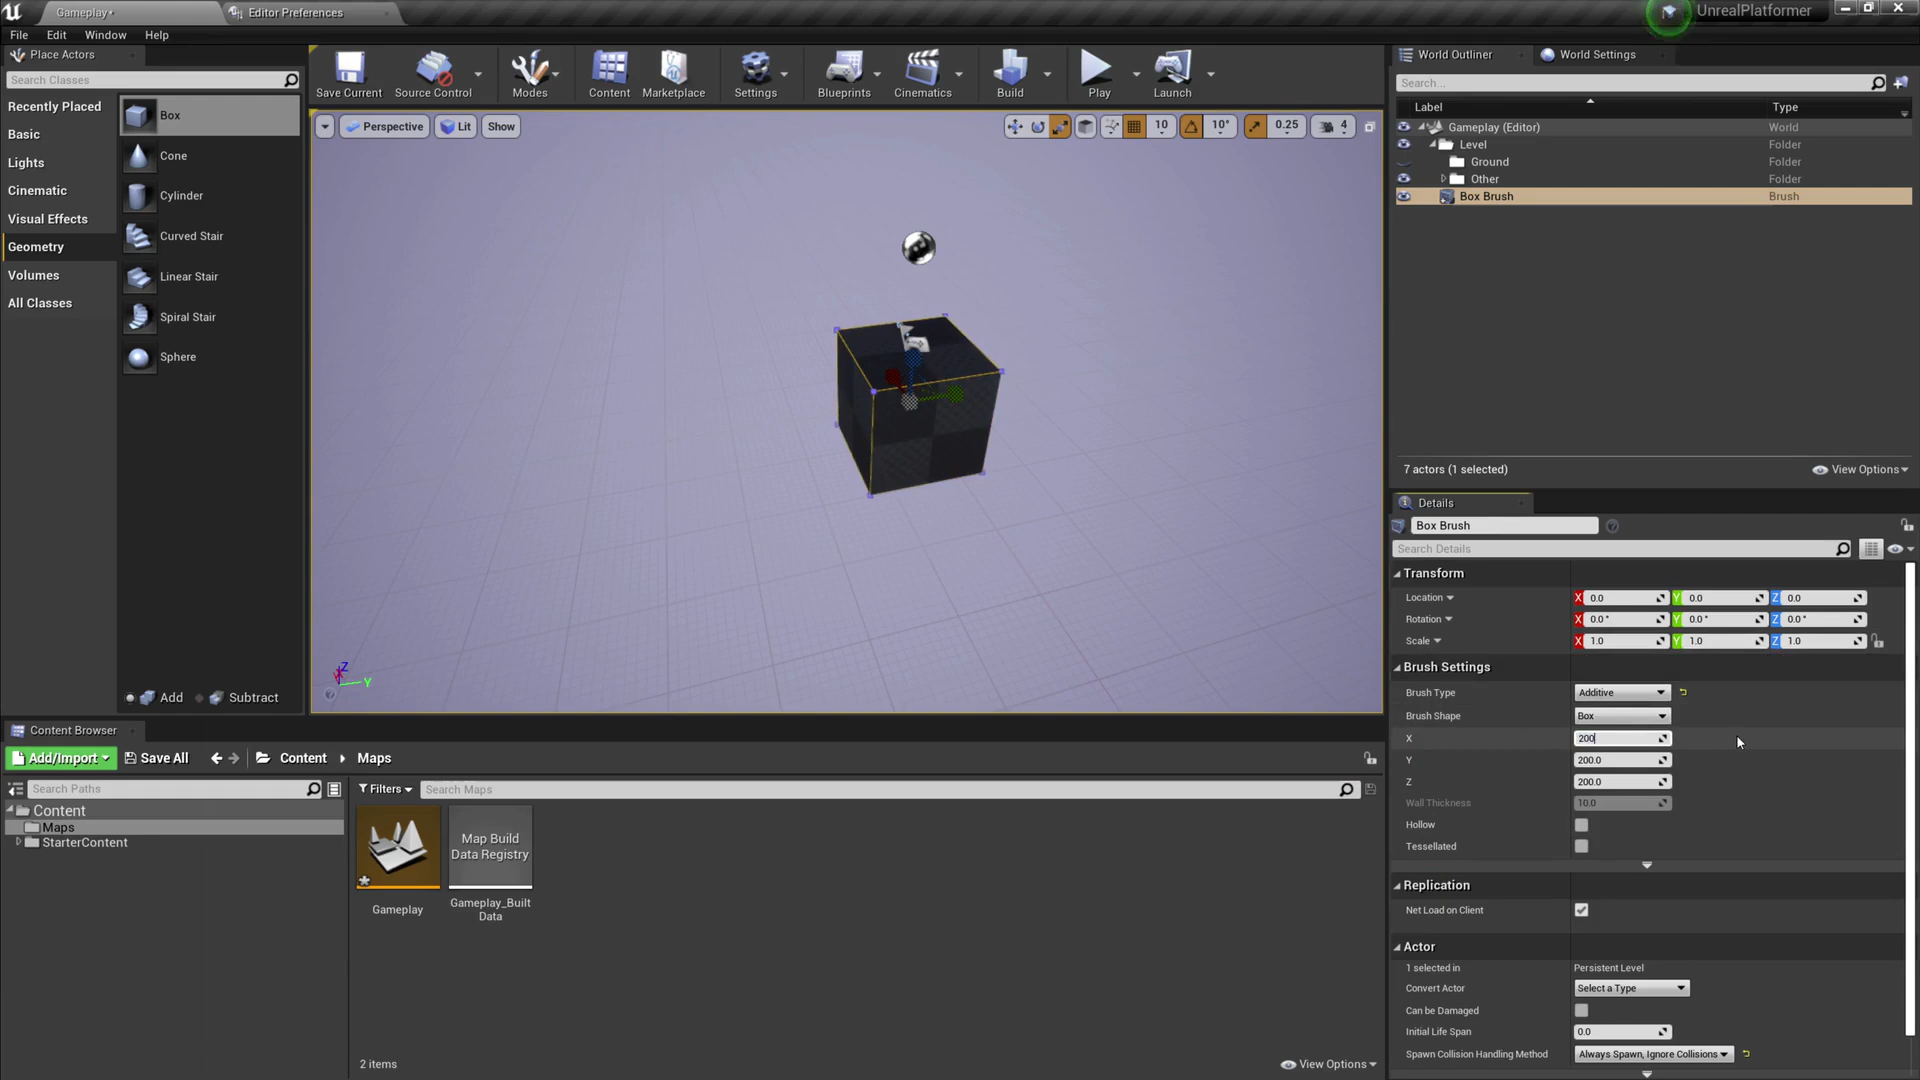 Gameplay•
Editor Preferences
UnrealPlatformer
File Edit Window Help
Place Actors
Search Classes
Recently Placed
Basic
Lights
Cinematic
Visual Effects
Geometry
Volumes
All Classes
Box
Cone
Cylinder
Curved Stair
Linear Stair
Spiral Stair
Sphere
Add Subtract
Save Current Source Control Modes Content Marketplace Settings Blueprints Cinematics Build Play Launch
Perspective Lit Show
10 10° 0.25 4
Z
X
Y
World Outliner World Settings
Search...
Label Type
Gameplay (Editor) World
Level Folder
Ground Folder
Other Folder
Box Brush Brush
7 actors (1 selected)
View Options
Details
Box Brush
Search Details
Transform
Location X 0.0 Y 0.0 Z 0.0
Rotation X 0.0° Y 0.0° Z 0.0°
Scale X 1.0 Y 1.0 Z 1.0
Brush Settings
Brush Type Additive
Brush Shape Box
X 200
Y 200.0
Z 200.0
Wall Thickness 10.0
Hollow
Tessellated
Replication
Net Load on Client
Actor
1 selected in Persistent Level
Convert Actor Select a Type
Can be Damaged
Initial Life Span 0.0
Spawn Collision Handling Method Always Spawn, Ignore Collisions
Content Browser
Add/Import Save All Content Maps
Search Paths
Content
Maps
StarterContent
Filters Search Maps
Gameplay
Map Build
Data Registry
Gameplay_Built
Data
2 items
View Options